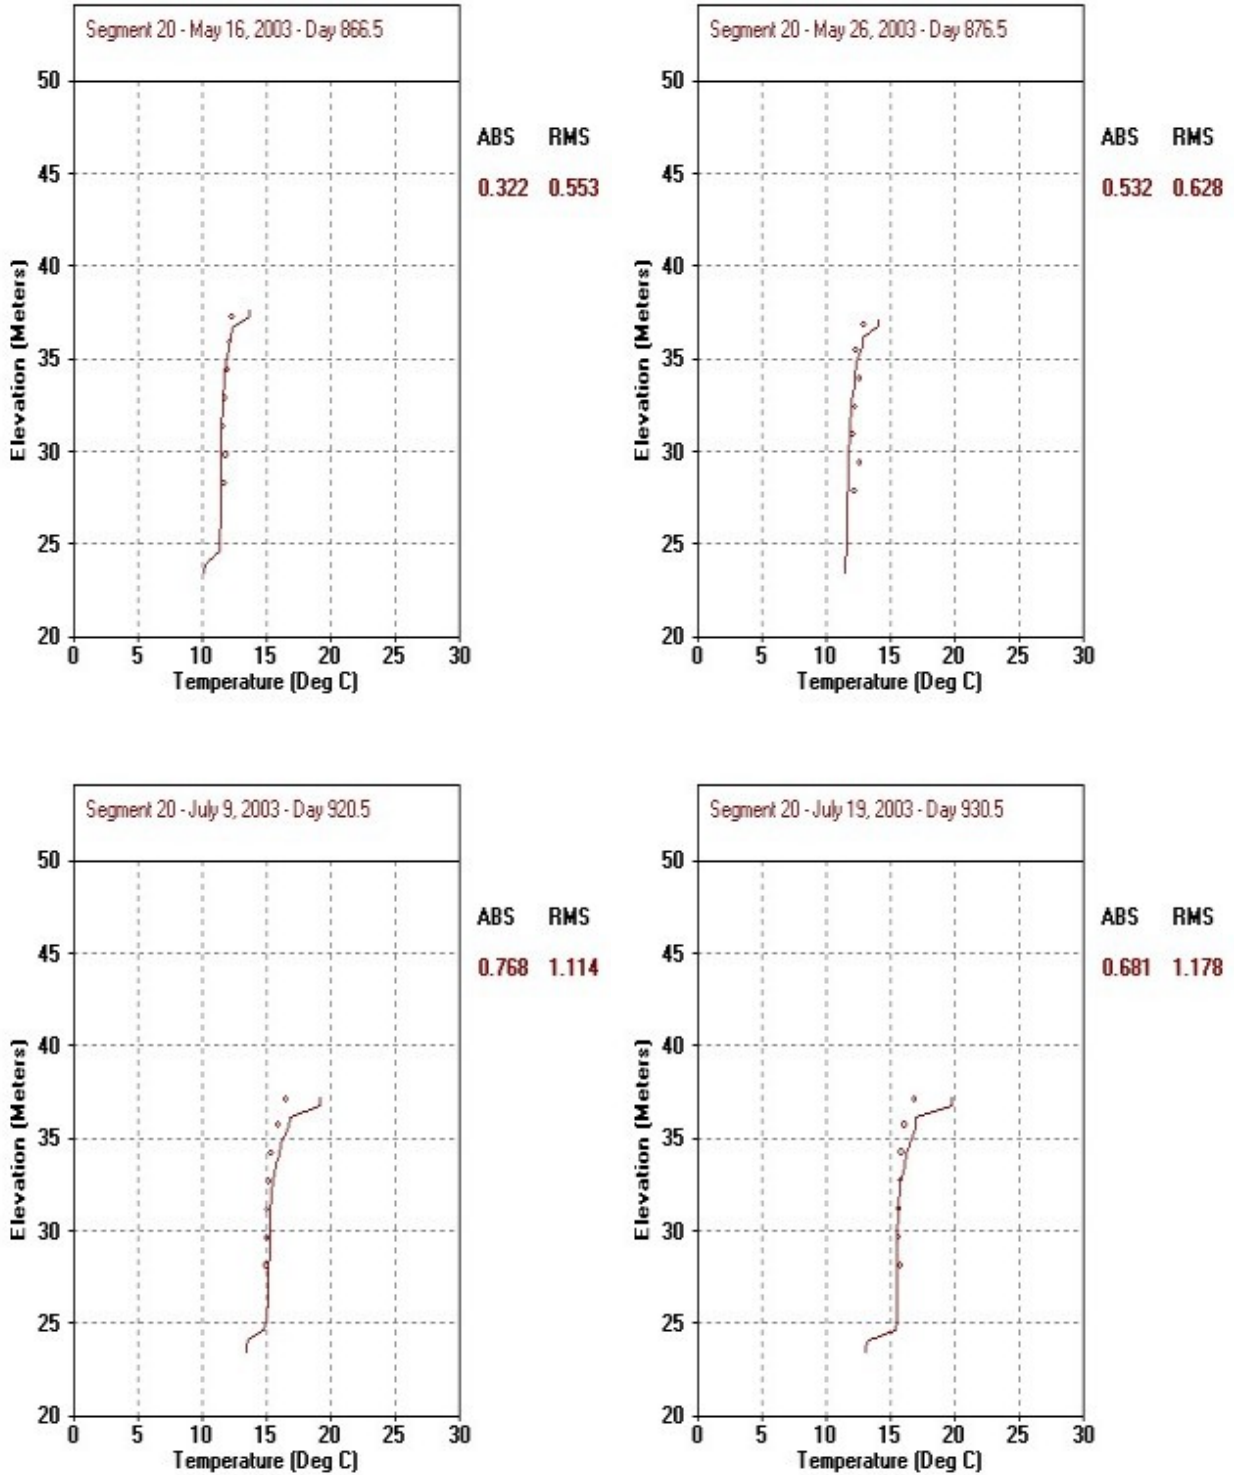 Segment 20 - May 16, 2003 - Day 866.5
50
45
40
35
30
25
20
0 5 10 15 20 25 30
Elevation (Meters)
Temperature (Deg C)
ABS RMS
0.322 0.553
Segment 20 - May 26, 2003 - Day 876.5
50
45
40
35
30
25
20
0 5 10 15 20 25 30
Elevation (Meters)
Temperature (Deg C)
ABS RMS
0.532 0.628
Segment 20 - July 9, 2003 - Day 920.5
50
45
40
35
30
25
20
0 5 10 15 20 25 30
Elevation (Meters)
Temperature (Deg C)
ABS RMS
0.768 1.114
Segment 20 - July 19, 2003 - Day 930.5
50
45
40
35
30
25
20
0 5 10 15 20 25 30
Elevation (Meters)
Temperature (Deg C)
ABS RMS
0.681 1.178